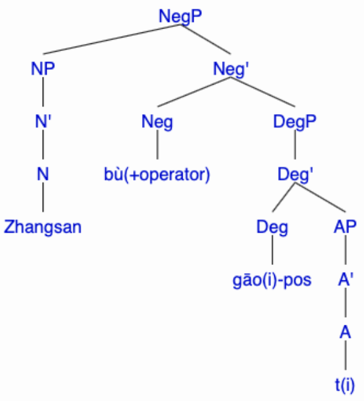 NegP
NP Neg'
N' Neg DegP
N bù(+operator) Deg'
Zhangsan Deg AP
gāo(i)-pos A'
A
t(i)